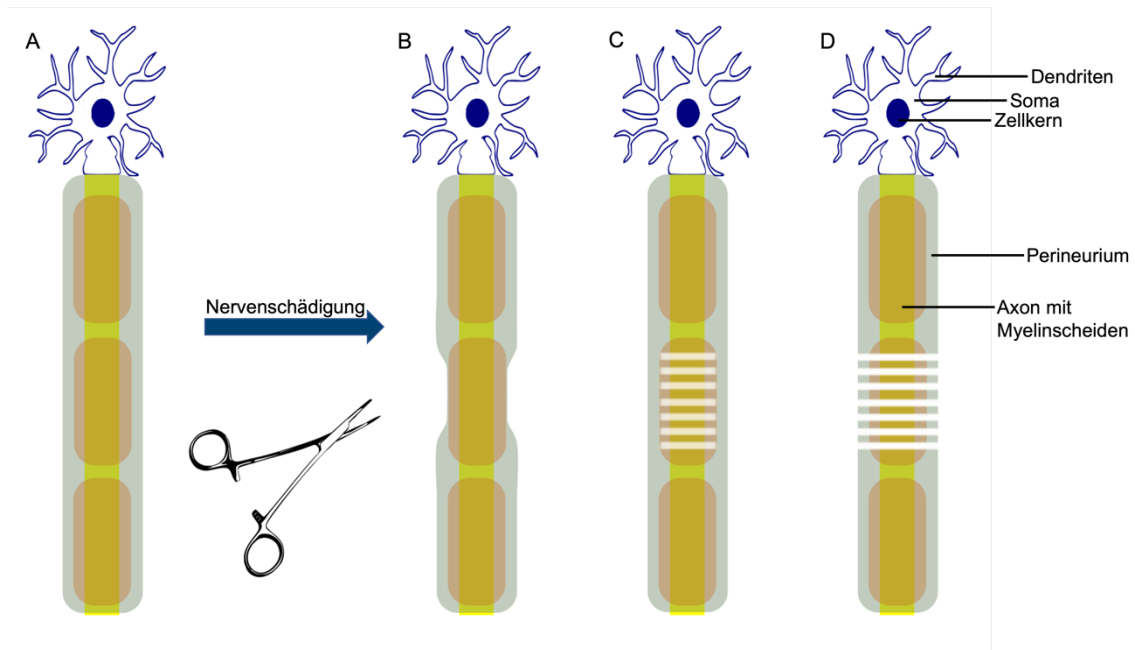 A
B
C
D
Dendriten
Soma
Zellkern
Perineurium
Nervenschädigung
Axon mit
Myelinscheiden